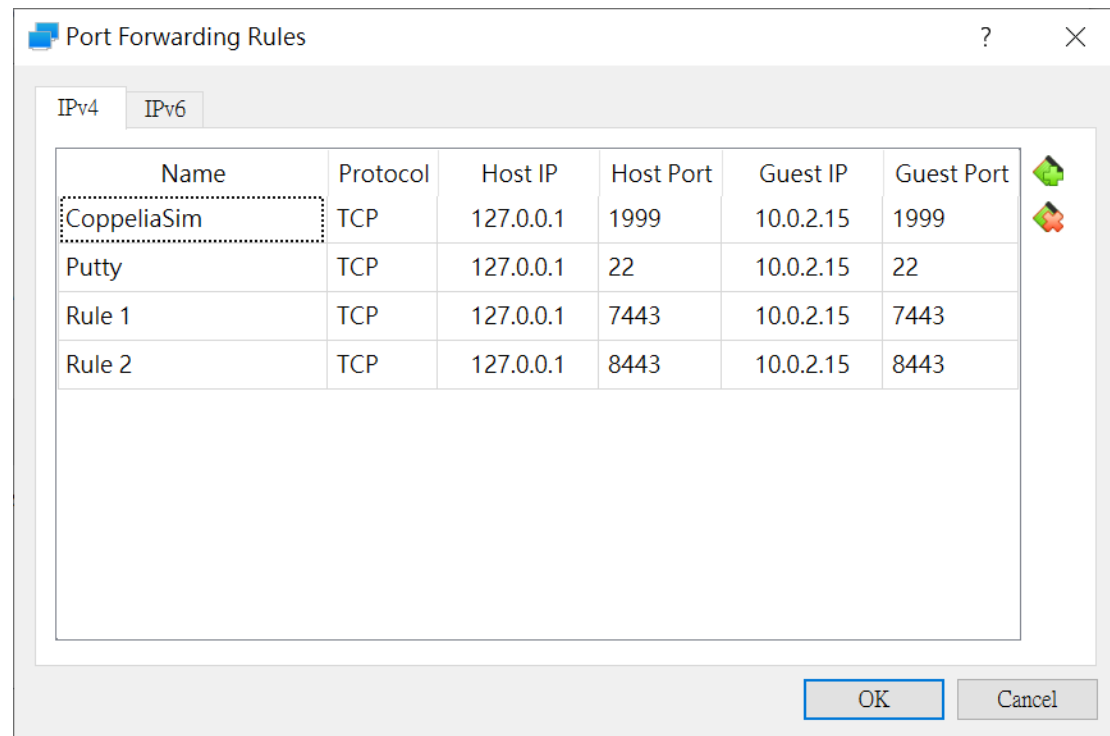 Port Forwarding Rules ?
IPv4 IPv6
Name Protocol Host IP Host Port Guest IP Guest Port
CoppeliaSim TCP 127.0.0.1 1999 10.0.2.15 1999
Putty TCP 127.0.0.1 22 10.0.2.15 22
Rule 1 TCP 127.0.0.1 7443 10.0.2.15 7443
Rule 2 TCP 127.0.0.1 8443 10.0.2.15 8443
OK Cancel